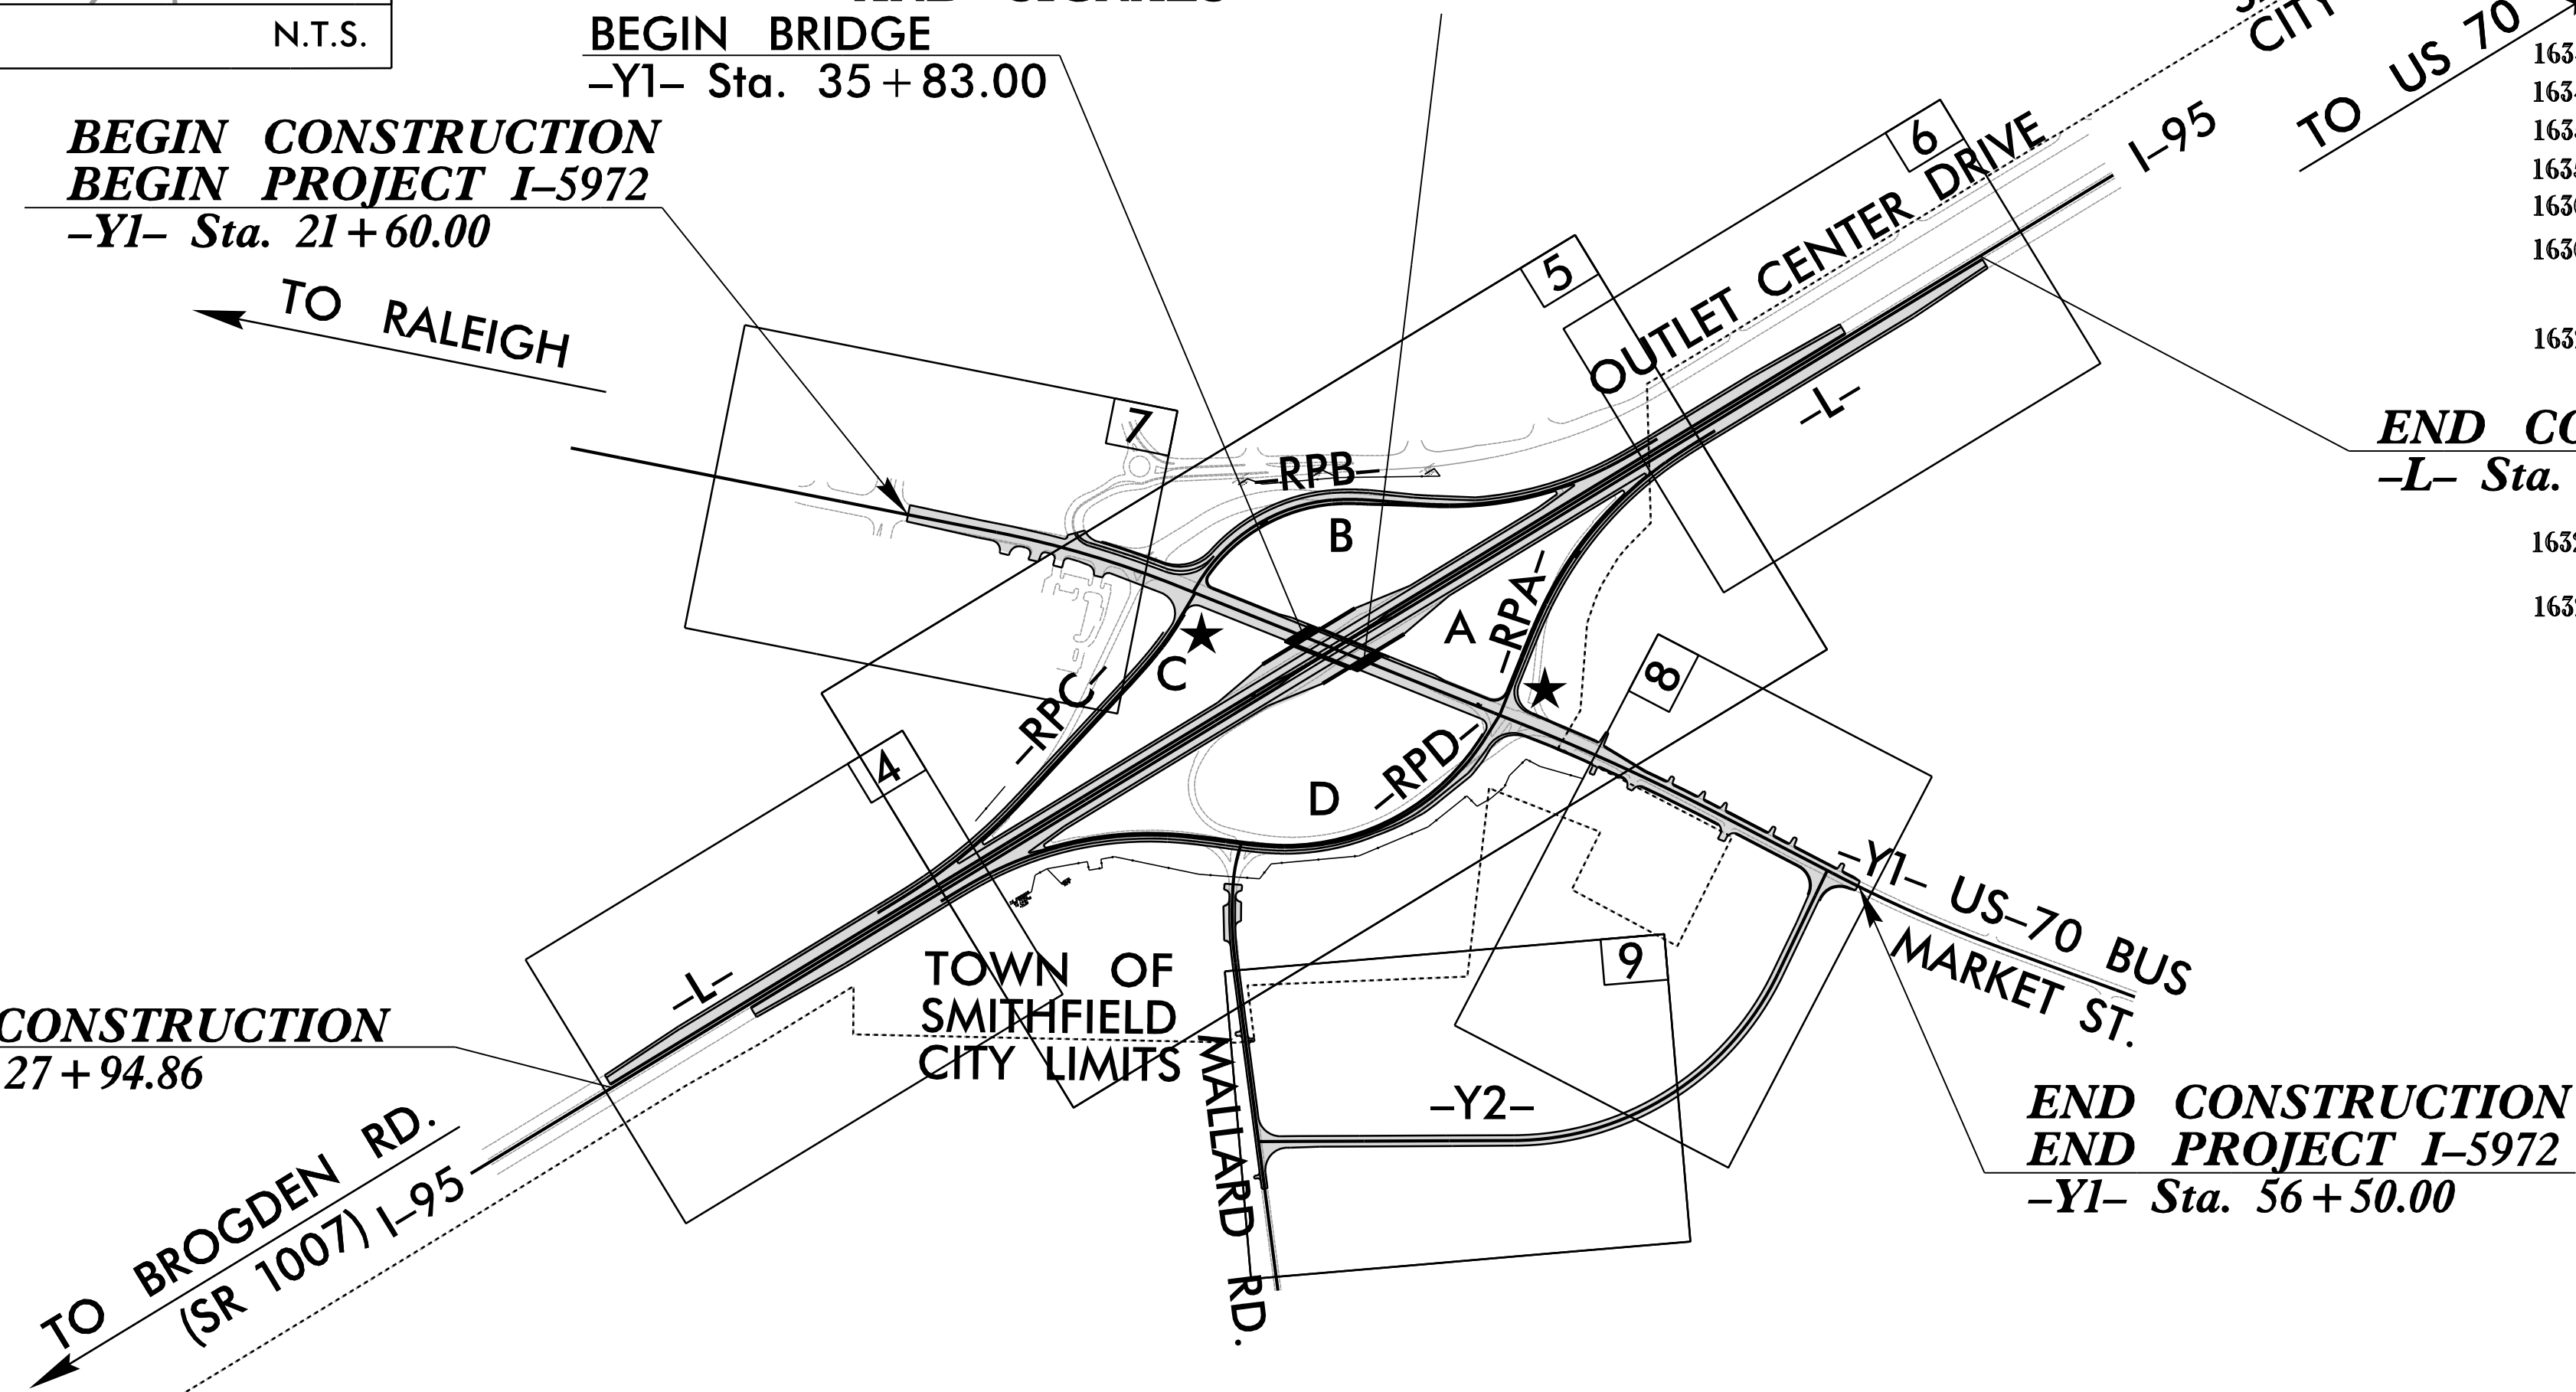 N.T.S.
BEGIN BRIDGE
–Y1– Sta. 35+83.00
BEGIN CONSTRUCTION
BEGIN PROJECT I–5972
–Y1– Sta. 21+60.00
TO RALEIGH
CITY
TO US 70
I–95
6
OUTLET CENTER DRIVE
5
–L–
END CO
–L– Sta.
7
–RPB–
B
A
–RPA–
C
–RPC–
8
4
D
–RPD–
–L–
TOWN OF
SMITHFIELD
CITY LIMITS
9
–Y1– US–70 BUS
MARKET ST.
CONSTRUCTION
27+94.86
MALLARD RD.
–Y2–
TO BROGDEN RD.
(SR 1007)
I–95
END CONSTRUCTION
END PROJECT I–5972
–Y1– Sta. 56+50.00